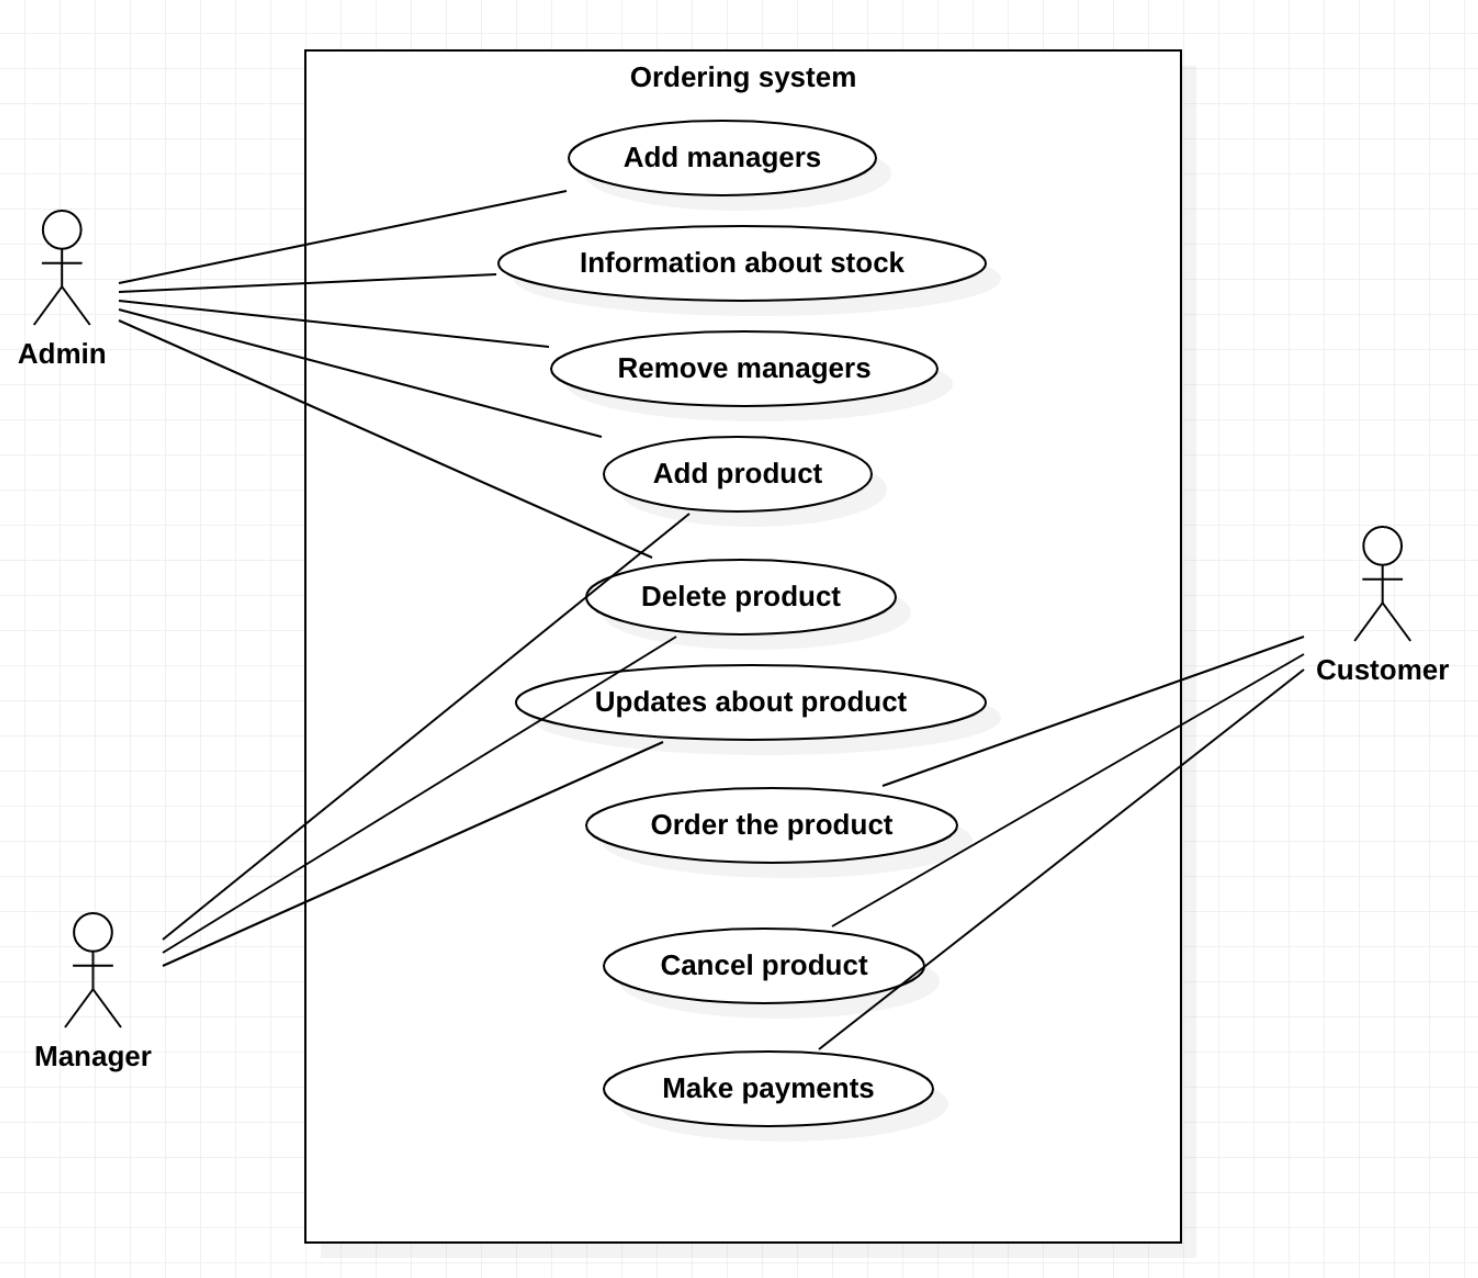 Ordering system
Add managers
Information about stock
Admin
Remove managers
Add product
Delete product
Customer
Updates about product
Order the product
Cancel product
Manager
Make payments